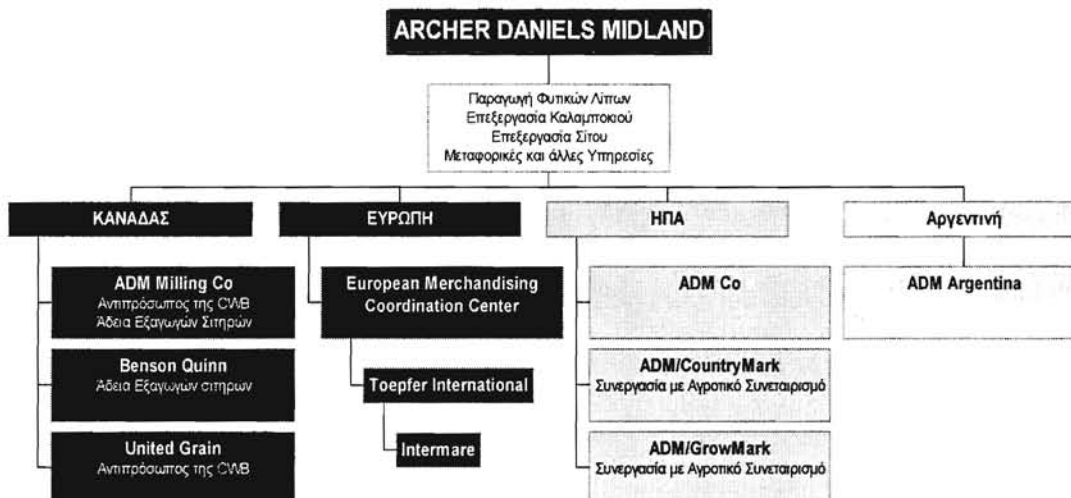 ARCHER DANIELS MIDLAND
Παραγωγή Φυτικών Λίπων
Επεξεργασία Καλαμποκιού
Επεξεργασία Σίτου
Μεταφορικές και άλλες Υπηρεσίες
ΚΑΝΑΔΑΣ
ADM Milling Co
Αντιπρόσωπος της CWB
Άδεια Εξαγωγών Σιτηρών
Benson Quinn
Άδεια Εξαγωγών σιτηρών
United Grain
Αντιπρόσωπος της CWB
ΕΥΡΩΠΗ
European Merchandising
Coordination Center
Toepfer International
Intermare
ΗΠΑ
ADM Co
ADM/CountryMark
Συνεργασία με Αγροτικό Συνεταιρισμό
ADM/GrowMark
Συνεργασία με Αγροτικό Συνεταιρισμό
Αργεντινή
ADM Argentina